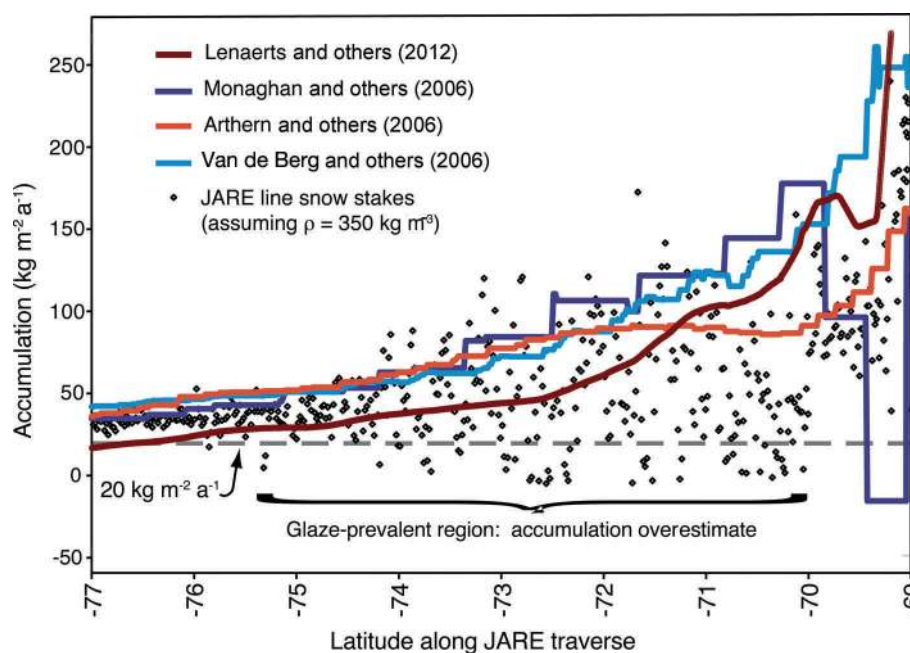 250
200
150
100
50
0
-50
Accumulation (kg m⁻² a⁻¹)
Lenaerts and others (2012)
Monaghan and others (2006)
Arthern and others (2006)
Van de Berg and others (2006)
JARE line snow stakes
(assuming ρ = 350 kg m⁻³)
20 kg m⁻² a⁻¹
Glaze-prevalent region: accumulation overestimate
-77
-76
-75
-74
-73
-72
-71
-70
Latitude along JARE traverse